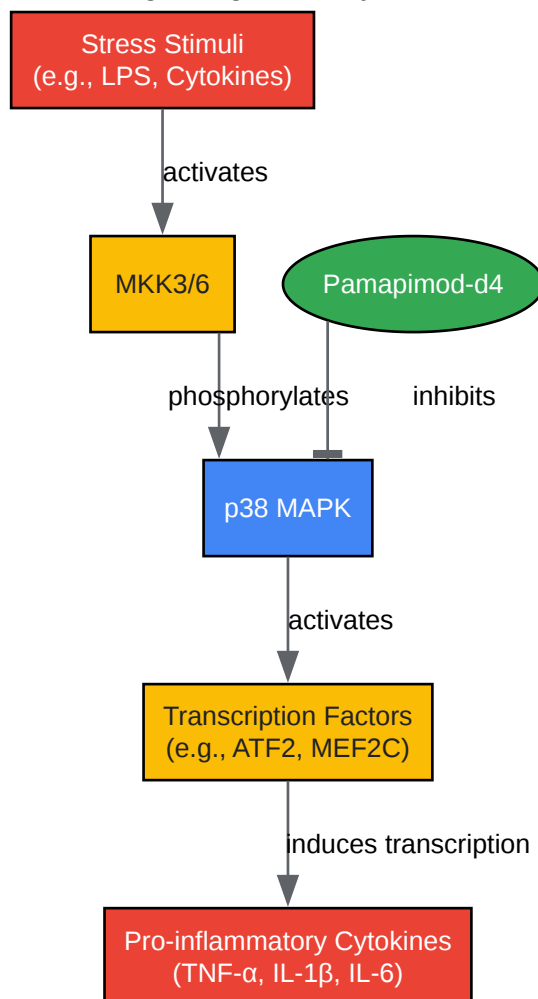 Stress Stimuli
(e.g., LPS, Cytokines)
activates
MKK3/6
Pamapimod-d4
phosphorylates
inhibits
p38 MAPK
activates
Transcription Factors
(e.g., ATF2, MEF2C)
induces transcription
Pro-inflammatory Cytokines
(TNF-α, IL-1β, IL-6)